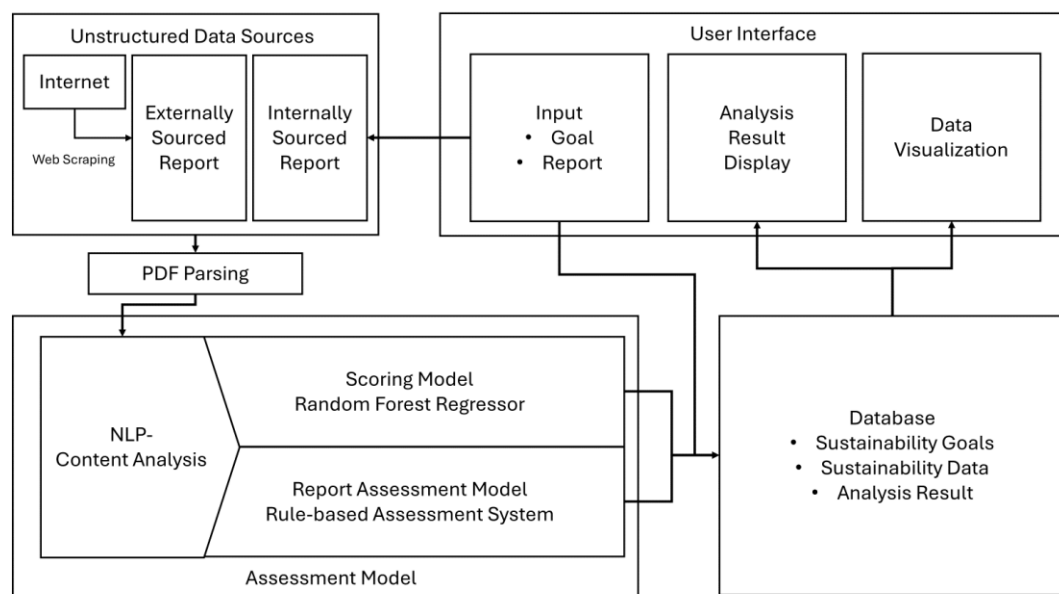 Unstructured Data Sources
Internet
Web Scraping
Externally
Sourced
Report
Internally
Sourced
Report
User Interface
Input
• Goal
• Report
Analysis
Result
Display
Data
Visualization
PDF Parsing
NLP-
Content Analysis
Scoring Model
Random Forest Regressor
Report Assessment Model
Rule-based Assessment System
Assessment Model
Database
• Sustainability Goals
• Sustainability Data
• Analysis Result